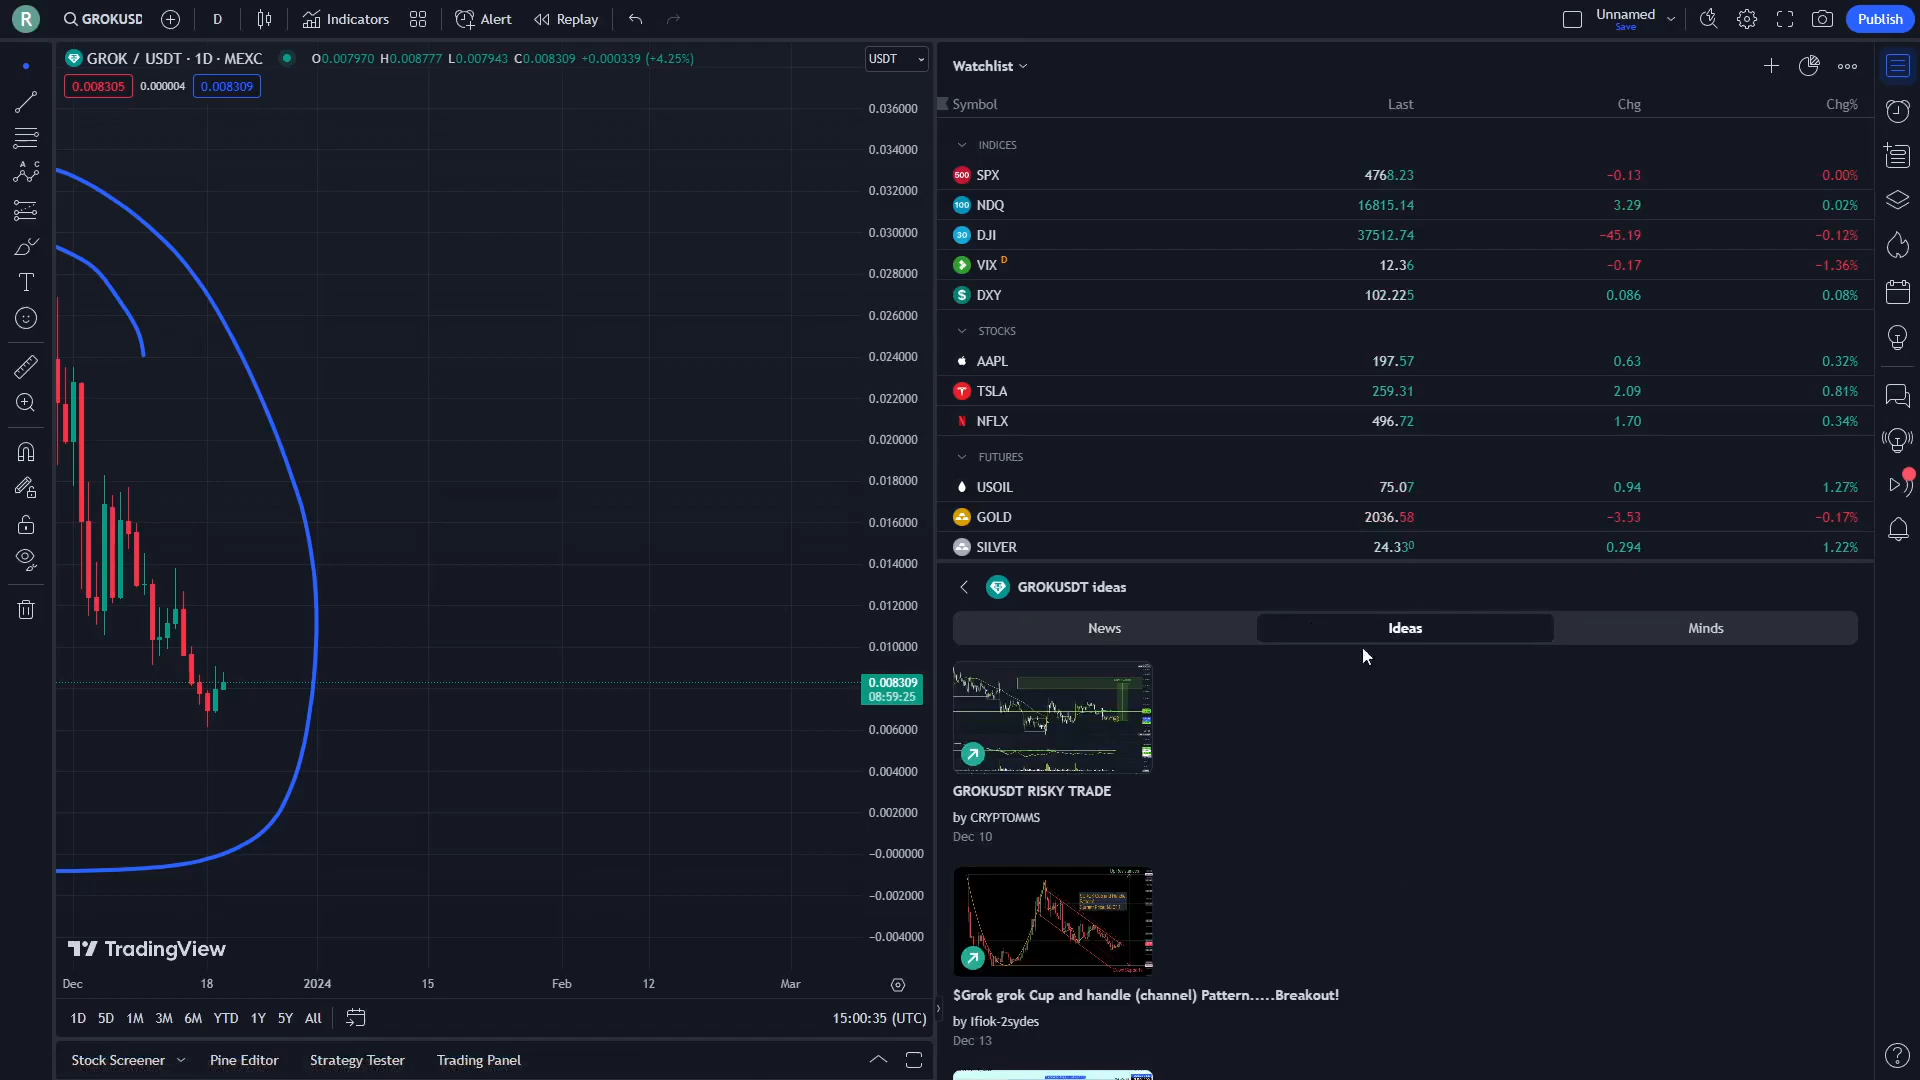 R GROKUSD D Indicators Alert Replay Unnamed Save Publish
GROK / USDT · 1D · MEXC O0.007970 H0.008777 L0.007943 C0.008309 +0.000339 (+4.25%) USDT
0.008305 0.000004 0.008309
0.036000
0.034000
0.032000
0.030000
0.028000
0.026000
0.024000
0.022000
0.020000
0.018000
0.016000
0.014000
0.012000
0.010000
0.008309
08:59:25
0.006000
0.004000
0.002000
−0.000000
−0.002000
−0.004000
TradingView
Dec 18 2024 15 Feb 12 Mar
1D 5D 1M 3M 6M YTD 1Y 5Y All 15:00:35 (UTC)
Stock Screener Pine Editor Strategy Tester Trading Panel
Watchlist
Symbol Last Chg Chg%
INDICES
500 SPX 4768.23 −0.13 0.00%
100 NDQ 16815.14 3.29 0.02%
30 DJI 37512.74 −45.19 −0.12%
VIX D 12.36 −0.17 −1.36%
DXY 102.225 0.086 0.08%
STOCKS
AAPL 197.57 0.63 0.32%
TSLA 259.31 2.09 0.81%
NFLX 496.72 1.70 0.34%
FUTURES
USOIL 75.07 0.94 1.27%
GOLD 2036.58 −3.53 −0.17%
SILVER 24.330 0.294 1.22%
GROKUSDT ideas
News Ideas Minds
GROKUSDT RISKY TRADE
by CRYPTOMMS
Dec 10
$Grok grok Cup and handle (channel) Pattern.....Breakout!
by Ifiok-2sydes
Dec 13